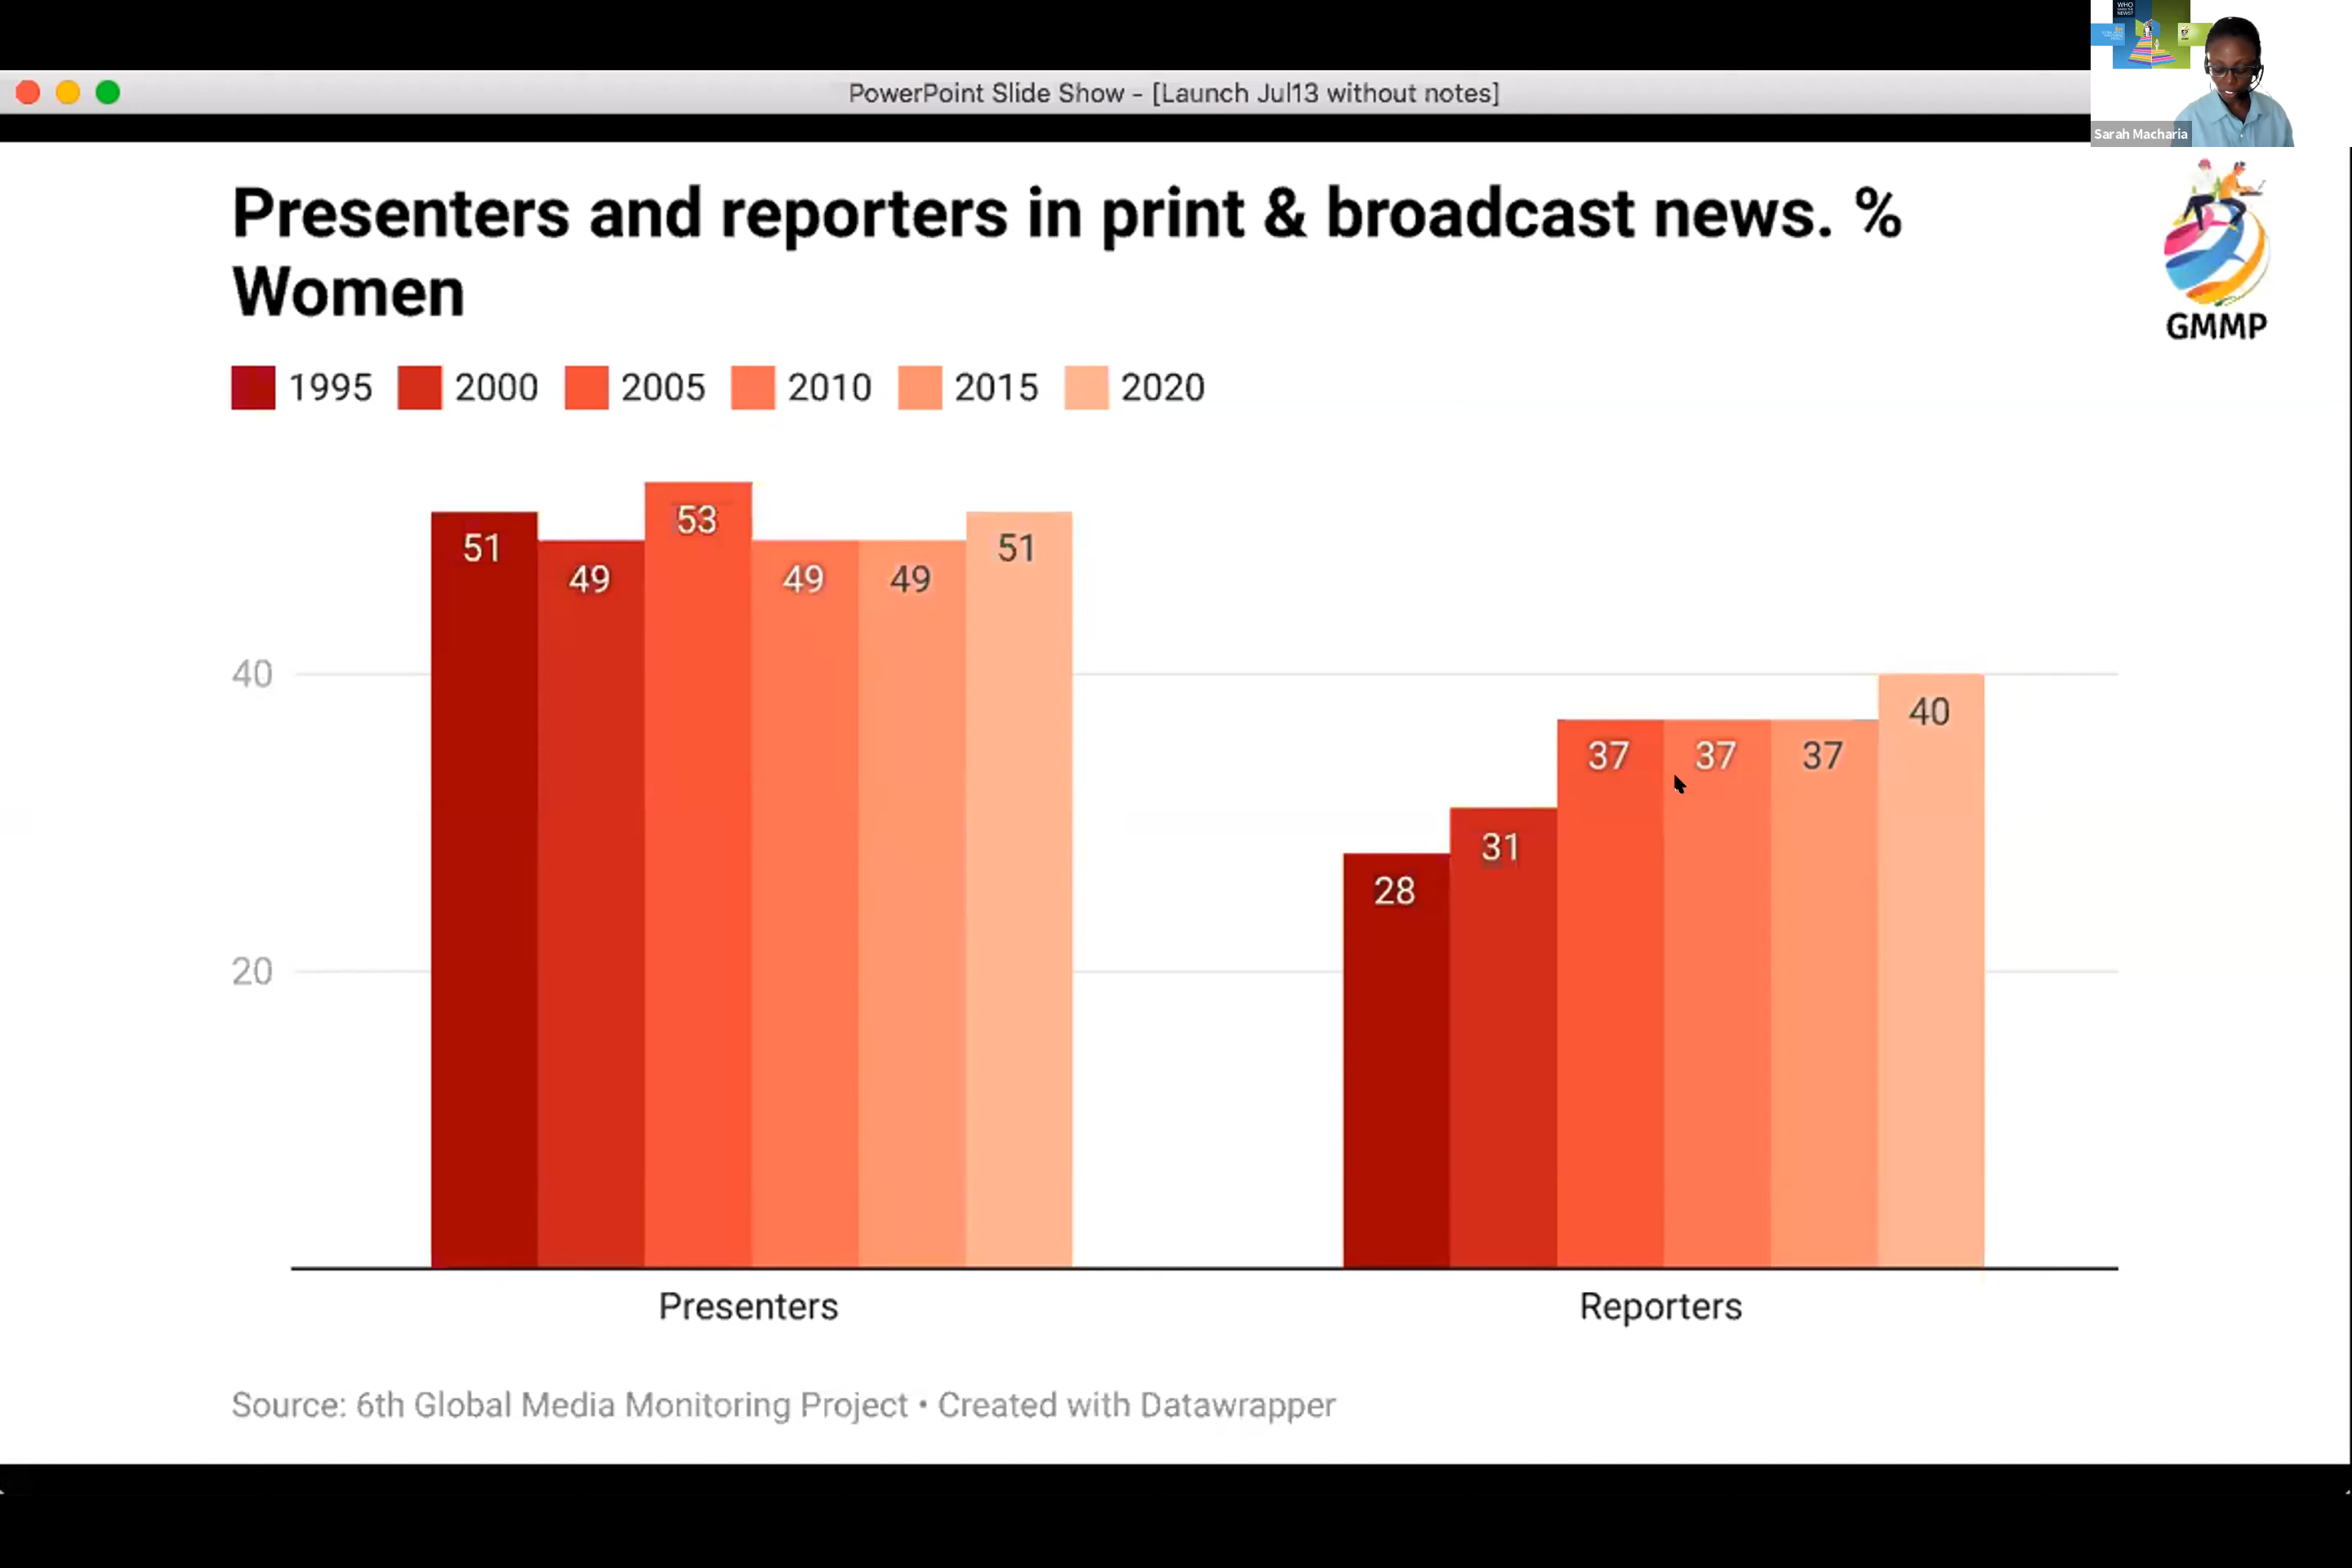 WHO
PowerPoint Slide Show - [Launch Jul13 without notes]
Sarah Macharia
Presenters and reporters in print & broadcast news. %
Women
GMMP
1995 2000 2005 2010 2015 2020
51 49 53 49 49 51
28 31 37 37 37 40
40
20
Presenters Reporters
Source: 6th Global Media Monitoring Project • Created with Datawrapper